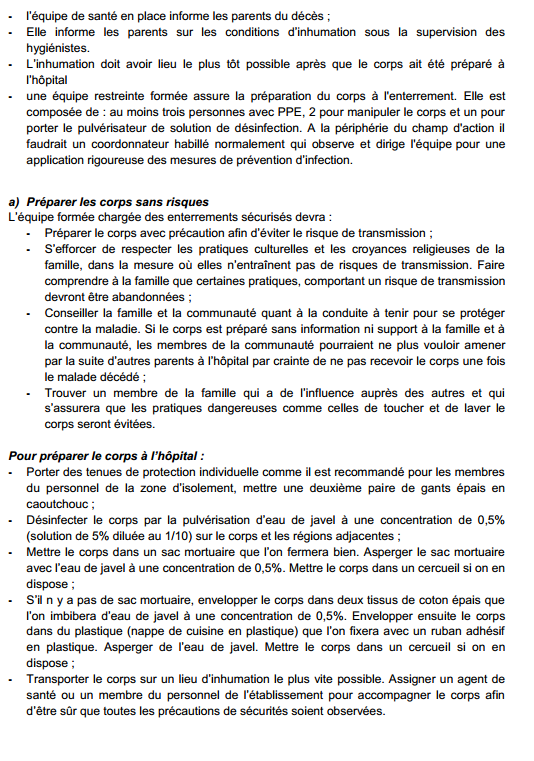 - l'équipe de santé en place informe les parents du décès ;
- Elle informe les parents sur les conditions d'inhumation sous la supervision des
hygiénistes.
- L'inhumation doit avoir lieu le plus tôt possible après que le corps ait été préparé à
l'hôpital
- une équipe restreinte formée assure la préparation du corps à l'enterrement. Elle est
composée de : au moins trois personnes avec PPE, 2 pour manipuler le corps et un pour
porter le pulvérisateur de solution de désinfection. A la périphérie du champ d'action il
faudrait un coordonnateur habillé normalement qui observe et dirige l'équipe pour une
application rigoureuse des mesures de prévention d'infection.
a) Préparer les corps sans risques
L'équipe formée chargée des enterrements sécurisés devra :
- Préparer le corps avec précaution afin d'éviter le risque de transmission ;
- S'efforcer de respecter les pratiques culturelles et les croyances religieuses de la
famille, dans la mesure où elles n'entraînent pas de risques de transmission. Faire
comprendre à la famille que certaines pratiques, comportant un risque de transmission
devront être abandonnées ;
- Conseiller la famille et la communauté quant à la conduite à tenir pour se protéger
contre la maladie. Si le corps est préparé sans information ni support à la famille et à
la communauté, les membres de la communauté pourraient ne plus vouloir amener
par la suite d'autres parents à l'hôpital par crainte de ne pas recevoir le corps une fois
le malade décédé ;
- Trouver un membre de la famille qui a de l'influence auprès des autres et qui
s'assurera que les pratiques dangereuses comme celles de toucher et de laver le
corps seront évitées.
Pour préparer le corps à l'hôpital :
- Porter des tenues de protection individuelle comme il est recommandé pour les membres
du personnel de la zone d'isolement, mettre une deuxième paire de gants épais en
caoutchouc ;
- Désinfecter le corps par la pulvérisation d'eau de javel à une concentration de 0,5%
(solution de 5% diluée au 1/10) sur le corps et les régions adjacentes ;
- Mettre le corps dans un sac mortuaire que l'on fermera bien. Asperger le sac mortuaire
avec l'eau de javel à une concentration de 0,5%. Mettre le corps dans un cercueil si on en
dispose ;
- S'il n y a pas de sac mortuaire, envelopper le corps dans deux tissus de coton épais que
l'on imbibera d'eau de javel à une concentration de 0,5%. Envelopper ensuite le corps
dans du plastique (nappe de cuisine en plastique) que l'on fixera avec un ruban adhésif
en plastique. Asperger de l'eau de javel. Mettre le corps dans un cercueil si on en
dispose ;
- Transporter le corps sur un lieu d'inhumation le plus vite possible. Assigner un agent de
santé ou un membre du personnel de l'établissement pour accompagner le corps afin
d'être sûr que toutes les précautions de sécurités soient observées.